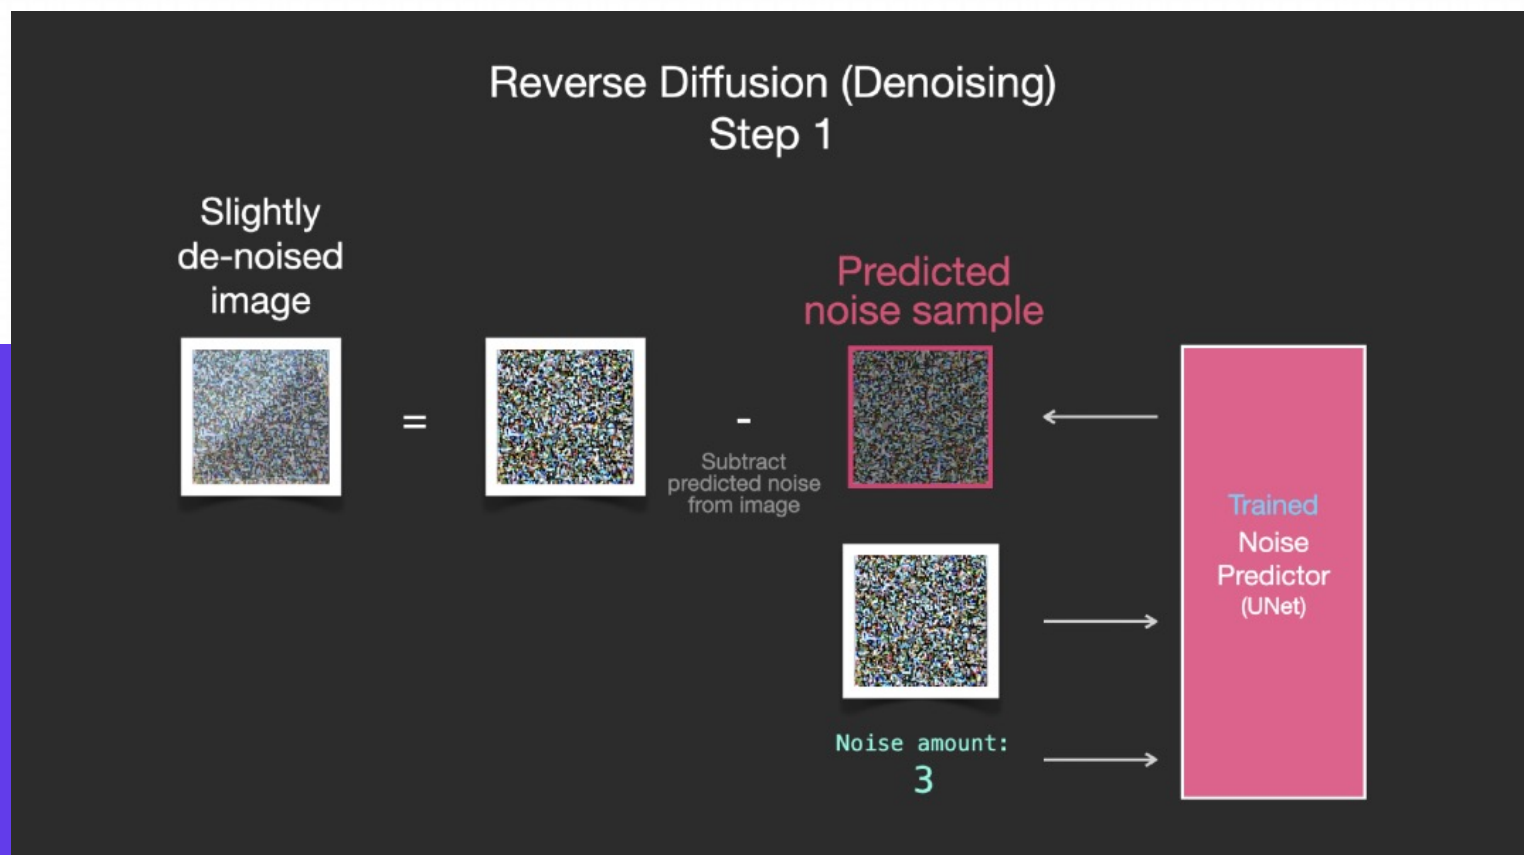 Reverse Diffusion (Denoising)
Step 1
Slightly
de-noised
image
=
-
Subtract
predicted noise
from image
Predicted
noise sample
Noise amount:
3
Trained
Noise
Predictor
(UNet)